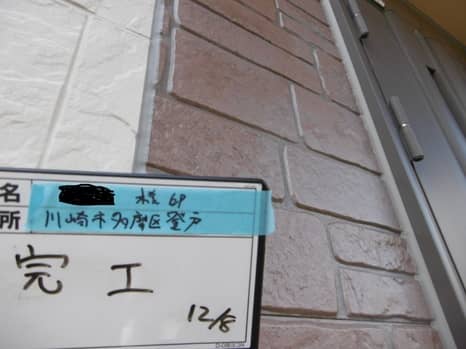 名 様 邸
所 川崎市多摩区登戸
完工
12/8